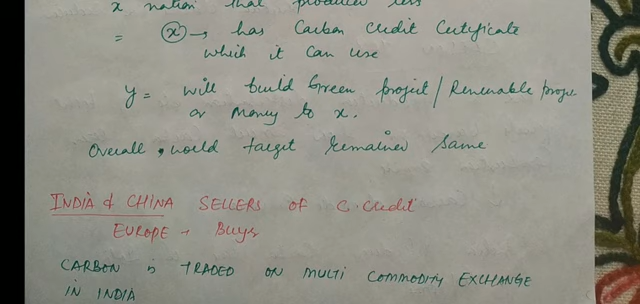 x nation that produced less
= (x) → has Carbon Credit Certificate
which it can use
y = will build Green project / Renewable projec
or money to x.
Overall, world target remained same
INDIA & CHINA SELLERS OF C. Credit
EUROPE → Buys
CARBON is TRADED ON MULTI COMMODITY EXCHANGE
IN INDIA